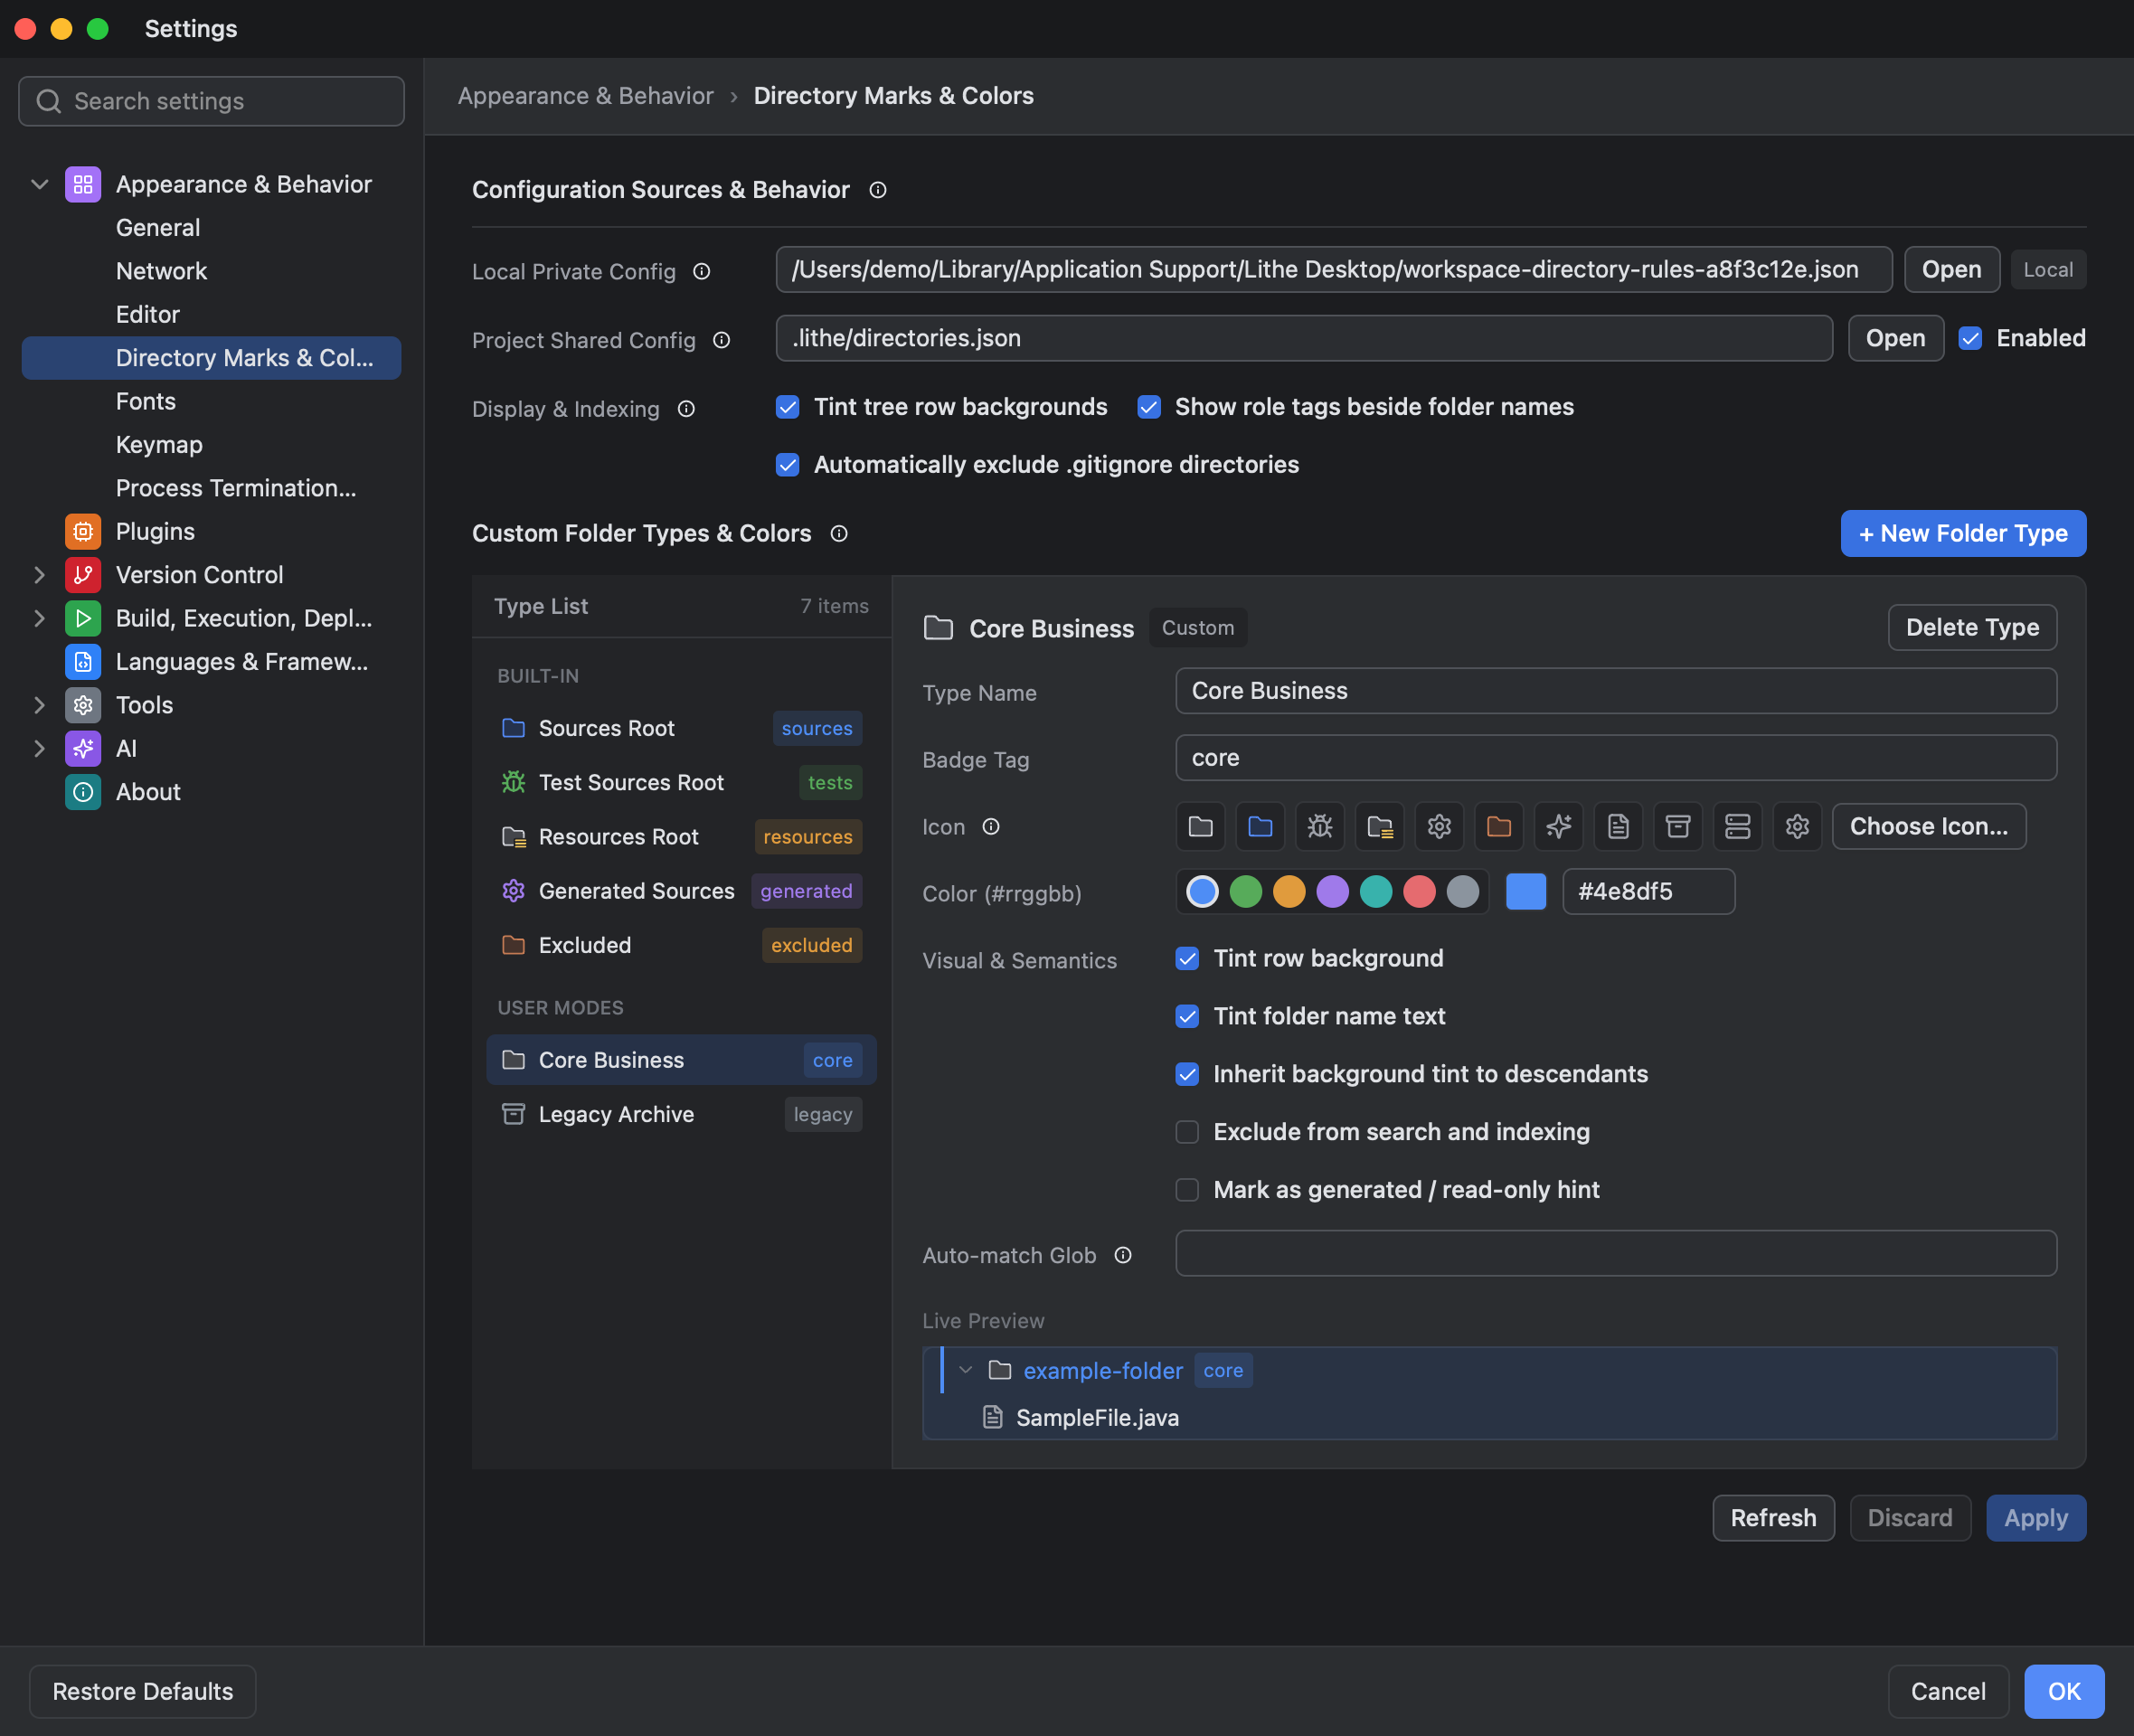 Settings
Search settings
Appearance & Behavior
General
Network
Editor
Directory Marks & Col...
Fonts
Keymap
Process Termination...
Plugins
Version Control
Build, Execution, Depl...
Languages & Framew...
Tools
AI
About
Appearance & Behavior › Directory Marks & Colors
Configuration Sources & Behavior
Local Private Config
/Users/demo/Library/Application Support/Lithe Desktop/workspace-directory-rules-a8f3c12e.json
Open
Local
Project Shared Config
.lithe/directories.json
Open
Enabled
Display & Indexing
Tint tree row backgrounds
Show role tags beside folder names
Automatically exclude .gitignore directories
Custom Folder Types & Colors
+ New Folder Type
Type List
7 items
BUILT-IN
Sources Root
sources
Test Sources Root
tests
Resources Root
resources
Generated Sources
generated
Excluded
excluded
USER MODES
Core Business
core
Legacy Archive
legacy
Core Business
Custom
Delete Type
Type Name
Core Business
Badge Tag
core
Icon
Choose Icon...
Color (#rrggbb)
#4e8df5
Visual & Semantics
Tint row background
Tint folder name text
Inherit background tint to descendants
Exclude from search and indexing
Mark as generated / read-only hint
Auto-match Glob
Live Preview
example-folder
core
SampleFile.java
Refresh
Discard
Apply
Restore Defaults
Cancel
OK